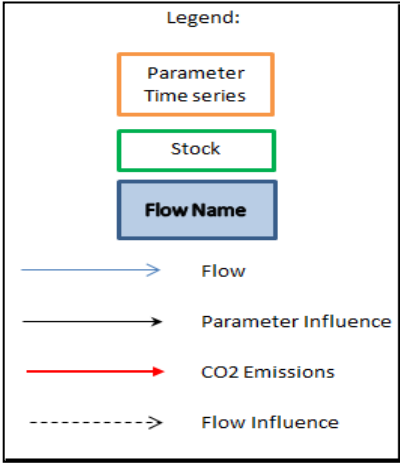 Legend:
Parameter
Time series
Stock
Flow Name
Flow
Parameter Influence
CO2 Emissions
Flow Influence